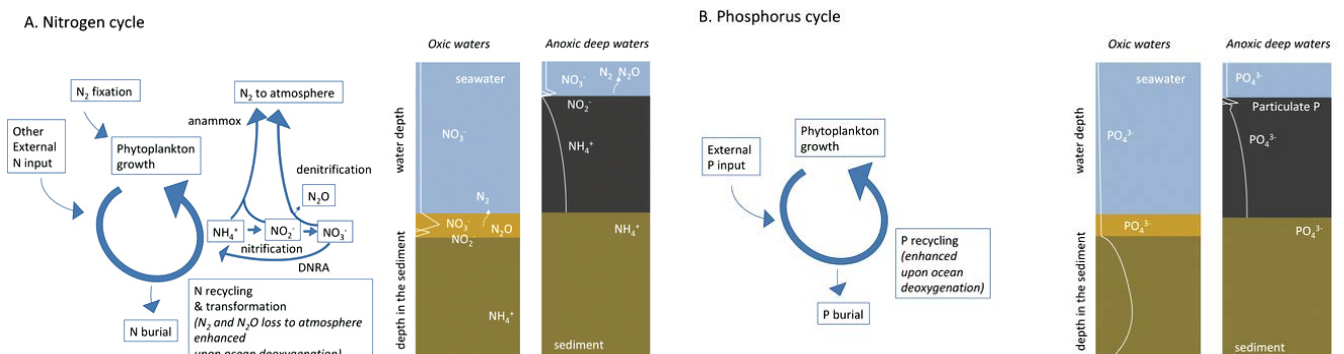 A. Nitrogen cycle
N₂ fixation
Other
External
N input
Phytoplankton
growth
N₂ to atmosphere
anammox
denitrification
N₂O
NH₄⁺
NO₂⁻
NO₃⁻
nitrification
DNRA
N recycling
& transformation
(N₂ and N₂O loss to atmosphere
enhanced
upon ocean deoxygenation)
N burial
Oxic waters
Anoxic deep waters
water depth
depth in the sediment
seawater
NO₃⁻
N₂
NO₃⁻
N₂O
NO₂⁻
NH₄⁺
NO₃⁻
N₂ N₂O
NO₂⁻
NH₄⁺
NH₄⁺
sediment
B. Phosphorus cycle
External
P input
Phytoplankton
growth
P recycling
(enhanced
upon ocean
deoxygenation)
P burial
Oxic waters
Anoxic deep waters
water depth
depth in the sediment
seawater
PO₄³⁻
PO₄³⁻
PO₄³⁻
Particulate P
PO₄³⁻
PO₄³⁻
sediment